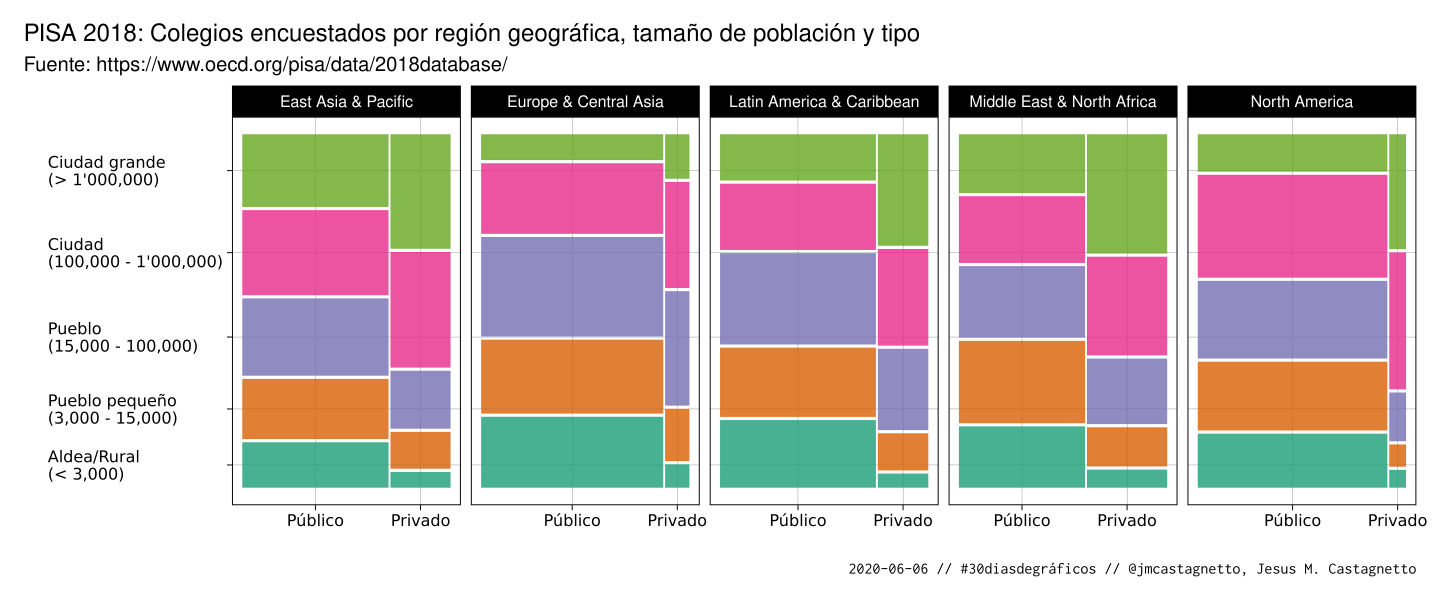 PISA 2018: Colegios encuestados por región geográfica, tamaño de población y tipo
Fuente: https://www.oecd.org/pisa/data/2018database/
East Asia & Pacific
Europe & Central Asia
Latin America & Caribbean
Middle East & North Africa
North America
Ciudad grande
(> 1'000,000)
Ciudad
(100,000 - 1'000,000)
Pueblo
(15,000 - 100,000)
Pueblo pequeño
(3,000 - 15,000)
Aldea/Rural
(< 3,000)
Público
Privado
Público
Privado
Público
Privado
Público
Privado
Público
Privado
2020-06-06 // #30diasdegráficos // @jmcastagnetto, Jesus M. Castagnetto